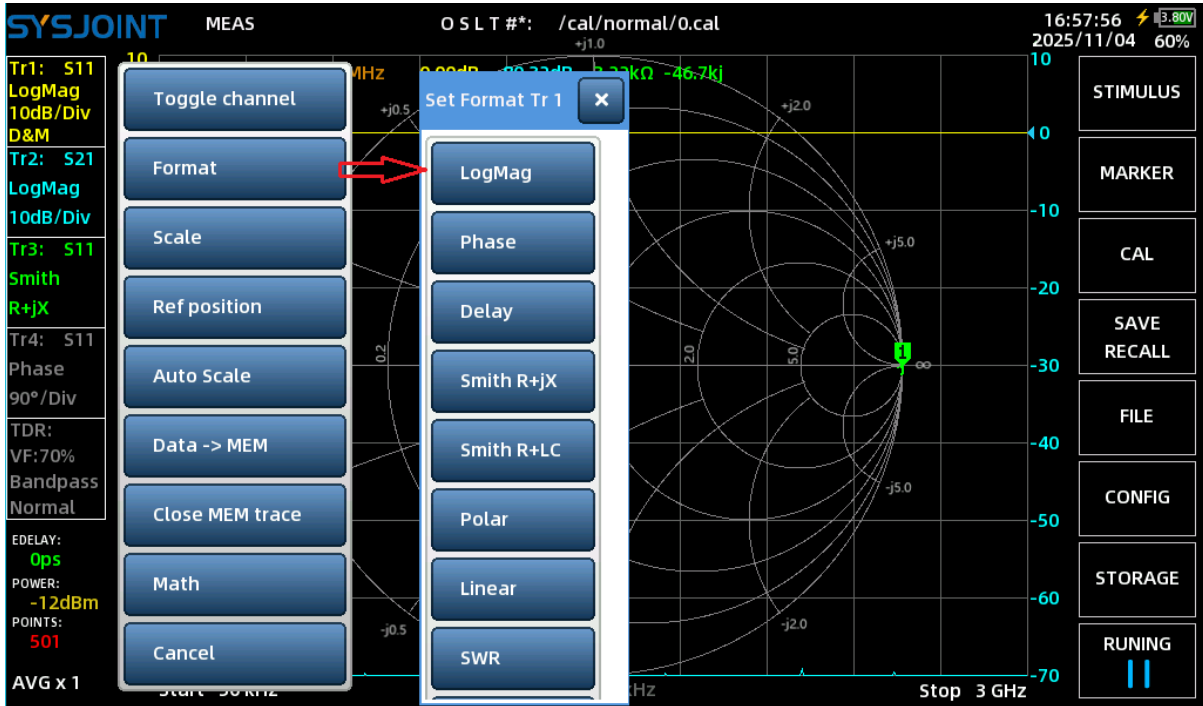 SYSJOINT MEAS O S L T #*: /cal/normal/0.cal 16:57:56 3.80V
2025/11/04 60%
Tr1: S11
LogMag
10dB/Div
D&M
Tr2: S21
LogMag
10dB/Div
Tr3: S11
Smith
R+jX
Tr4: S11
Phase
90°/Div
TDR:
VF:70%
Bandpass
Normal
EDELAY:
0ps
POWER:
-12dBm
POINTS:
501
AVG x 1
Toggle channel
Format
Scale
Ref position
Auto Scale
Data -> MEM
Close MEM trace
Math
Cancel
Set Format Tr 1 ×
LogMag
Phase
Delay
Smith R+jX
Smith R+LC
Polar
Linear
SWR
10
MHz -46.7kj
+j1.0
+j0.5
+j2.0
+j5.0
0.2
2.0
5.0
1
∞
-j5.0
-j0.5
-j2.0
10
0
-10
-20
-30
-40
-50
-60
-70
Stop 3 GHz
STIMULUS
MARKER
CAL
SAVE
RECALL
FILE
CONFIG
STORAGE
RUNING